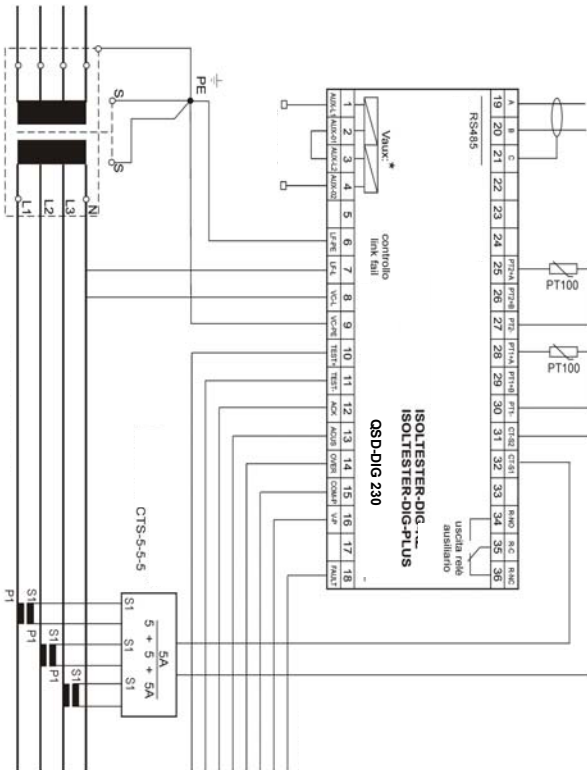 PE
S
S
L1
L2
L3
N
Vaux: *
RS485
1 AUX-L1
2 AUX-01
3 AUX-L2
4 AUX-02
5
6 LF-PE
7 LF-L
8 VC-L
9 VC-PE
10 TEST+
11 TEST-
12 ACK
13 ACUS
14 OVER
15 COM-P
16 V-P
17
18 FAULT
19 A
20 B
21 C
22
23
24
25 PT2+A
26 PT2+B
27 PT2-
28 PT1+A
29 PT1+B
30 PT1-
31 CT-S2
32 CT-S1
33
34 R-NO
35 R-C
36 R-NC
PT100
PT100
controllo
link fail
ISOLTESTER-DIG
ISOLTESTER-DIG-PLUS
QSD-DIG 230
uscita relè
ausiliario
CTS-5-5-5
5A
5 + 5 + 5A
S1
S1
S1
S1
P1
S1
P1
S1
P1